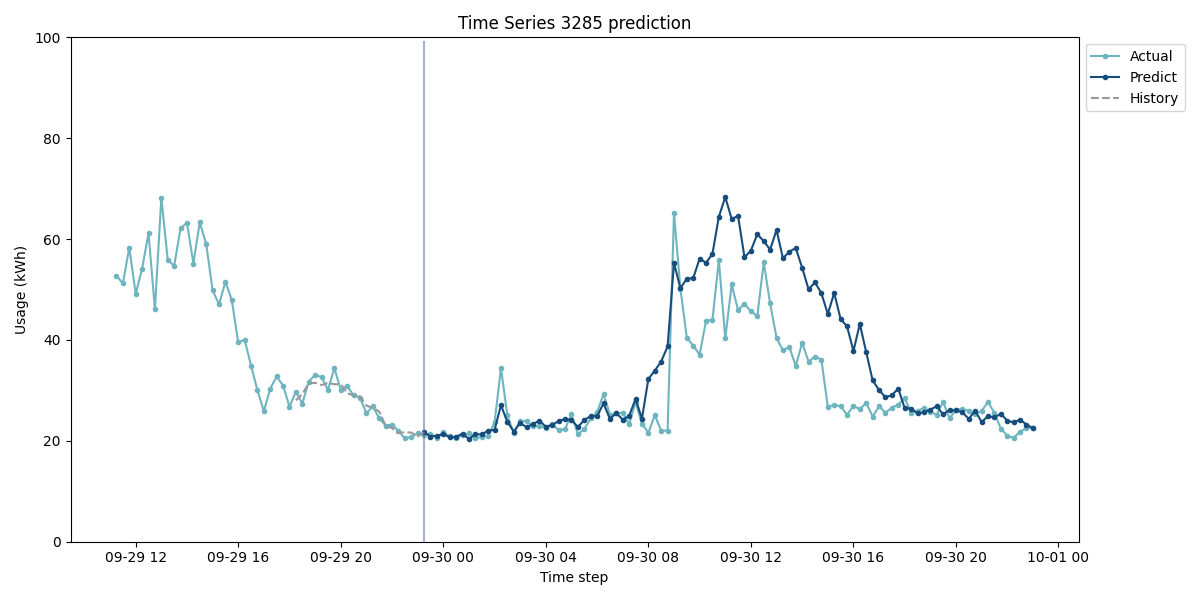 Time Series 3285 prediction
100
80
60
40
20
0
Usage (kWh)
09-29 12
09-29 16
09-29 20
09-30 00
09-30 04
09-30 08
09-30 12
09-30 16
09-30 20
10-01 00
Time step
Actual
Predict
History